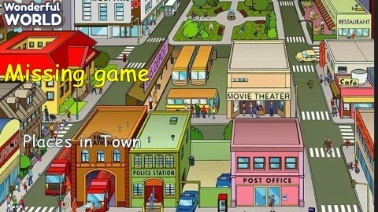 Wonderful
WORLD
RESTAURANT
Missing game
Cafe
MOVIE THEATER
Places in Town
POLICE STATION
POST OFFICE